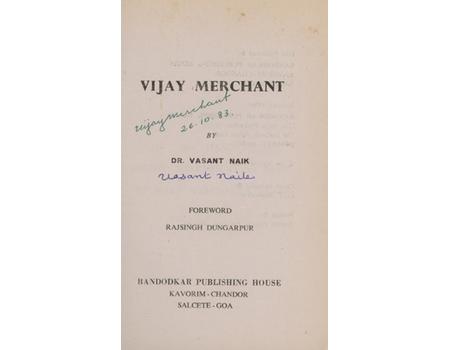 VIJAY MERCHANT
vijaymerchant
26.10.83.
BY
DR. VASANT NAIK
Vasant Naik
FOREWORD
RAJSINGH DUNGARPUR
BANDODKAR PUBLISHING HOUSE
KAVORIM - CHANDOR
SALCETE - GOA